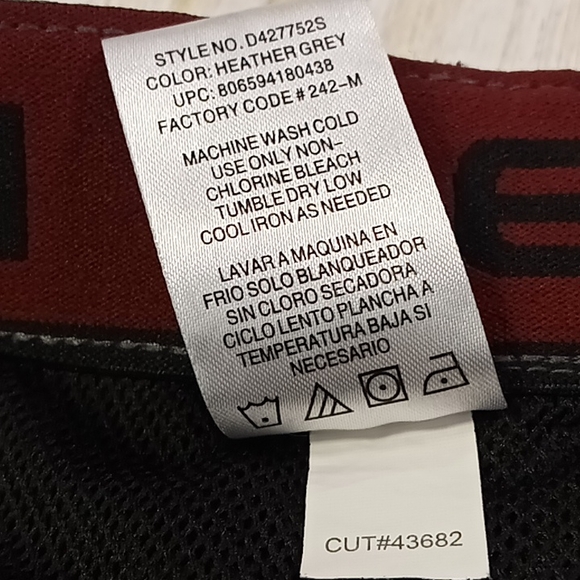 STYLE NO. D427752S
COLOR: HEATHER GREY
UPC: 806594180438
FACTORY CODE # 242-M
MACHINE WASH COLD
USE ONLY NON-
CHLORINE BLEACH
TUMBLE DRY LOW
COOL IRON AS NEEDED
LAVAR A MAQUINA EN
FRIO SOLO BLANQUEADOR
SIN CLORO SECADORA
CICLO LENTO PLANCHA A
TEMPERATURA BAJA SI
NECESARIO
CUT#43682